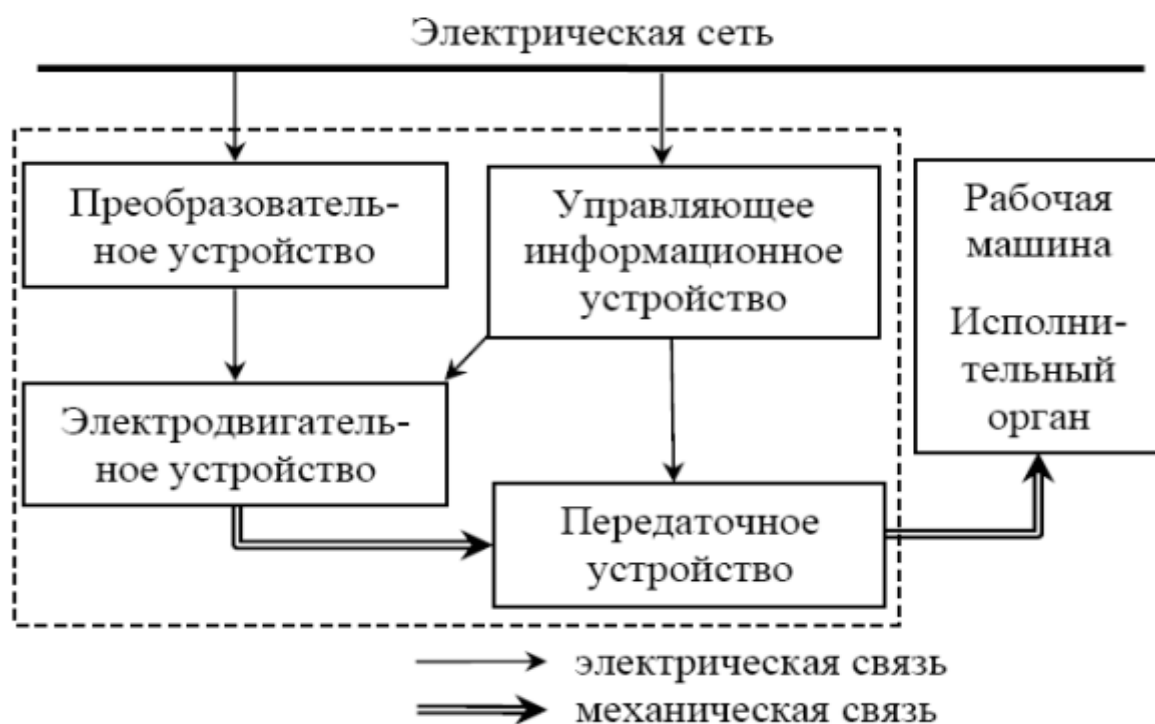 Электрическая сеть
Преобразователь-
ное устройство
Управляющее
информационное
устройство
Рабочая
машина
Исполни-
тельный
орган
Электродвигатель-
ное устройство
Передаточное
устройство
электрическая связь
механическая связь